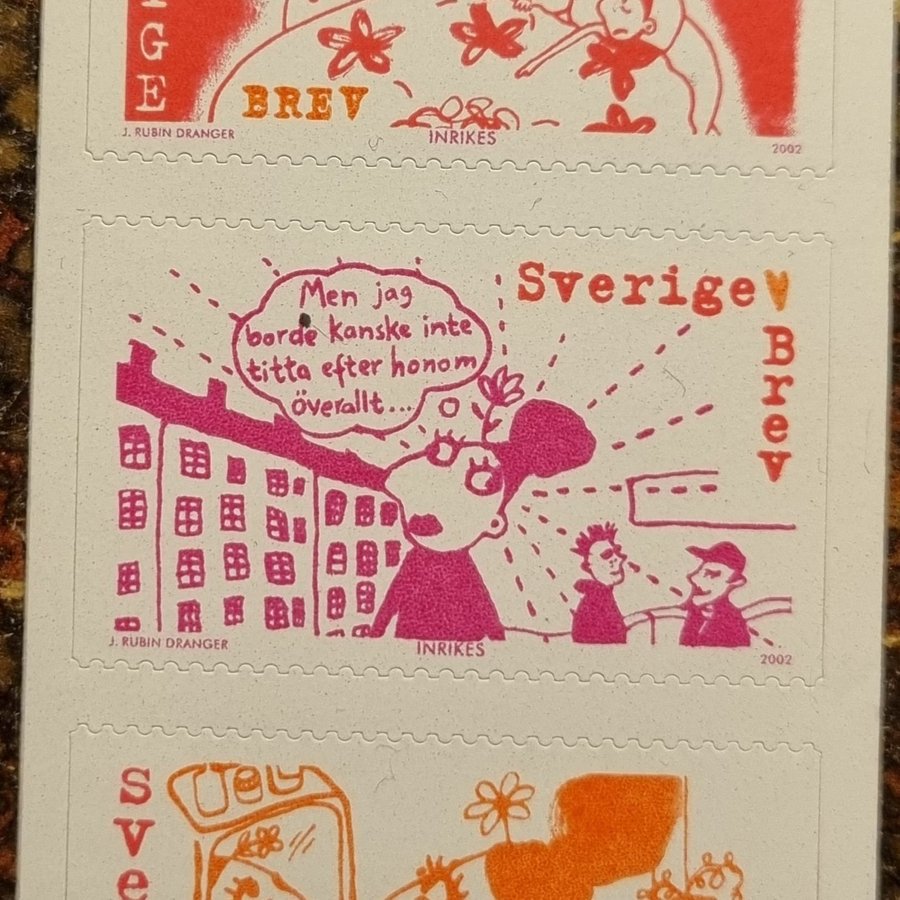 IGE
BREV
J. RUBIN DRANGER
INRIKES
2002
Men jag
borde kanske inte
titta efter honom
överallt...
Sverige
Brev
J. RUBIN DRANGER
INRIKES
2002
Sve